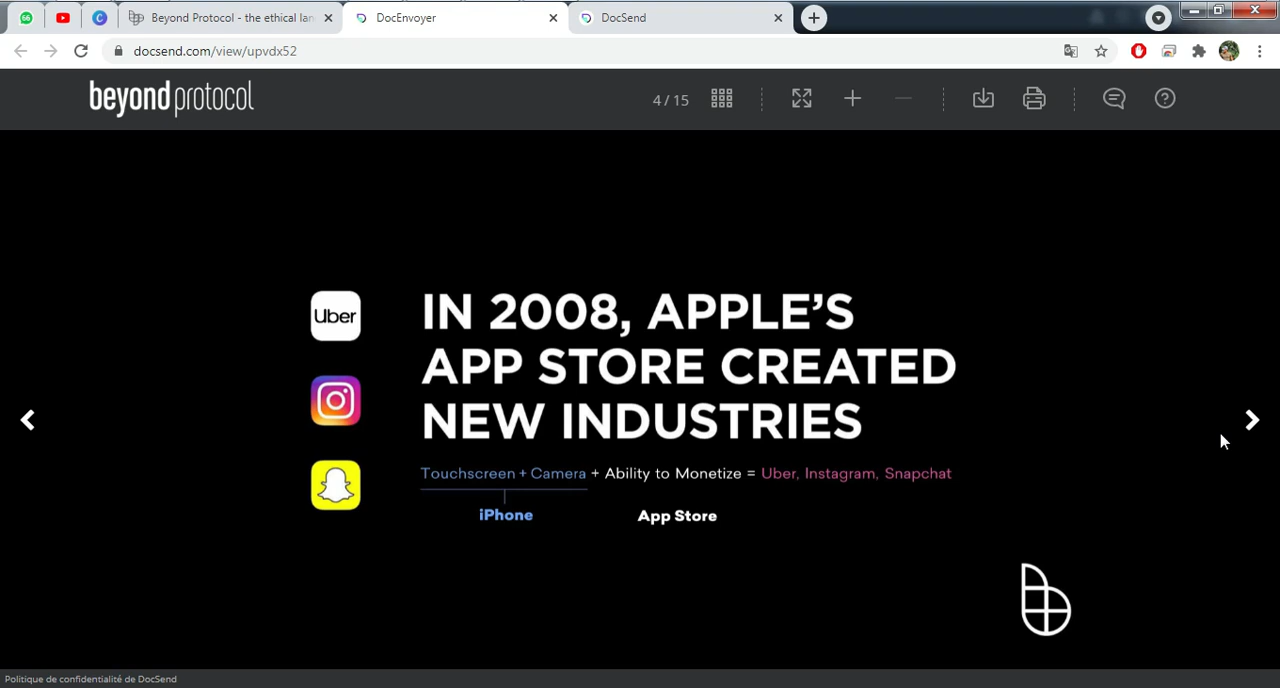 66
Beyond Protocol - the ethical lan
DocEnvoyer
DocSend
docsend.com/view/upvdx52
beyond protocol
4 / 15
Uber
IN 2008, APPLE'S
APP STORE CREATED
NEW INDUSTRIES
Touchscreen + Camera + Ability to Monetize = Uber, Instagram, Snapchat
iPhone App Store
Politique de confidentialité de DocSend